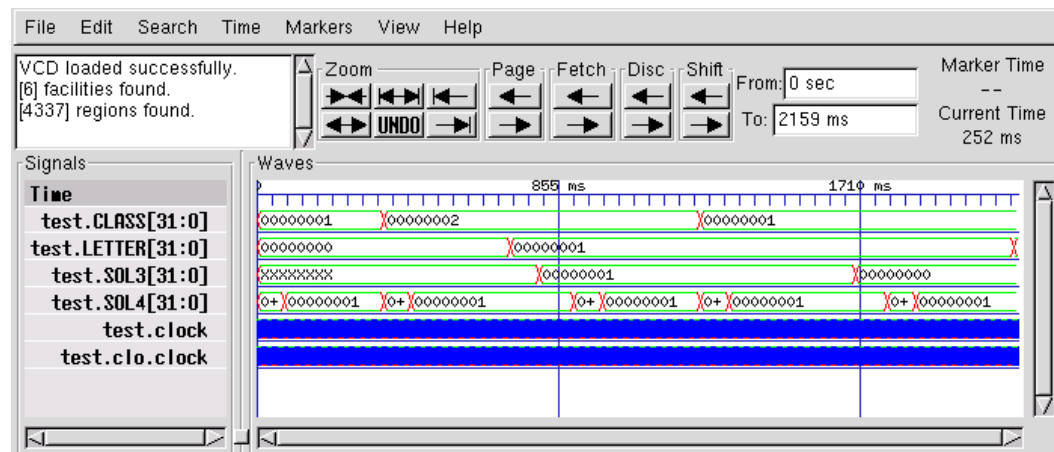 File Edit Search Time Markers View Help
VCD loaded successfully.
[6] facilities found.
[4337] regions found.
Zoom
UNDO
Page
Fetch
Disc
Shift
From: 0 sec
To: 2159 ms
Marker Time
--
Current Time
252 ms
Signals
Waves
Time
855 ms 1710 ms
test.CLASS[31:0] 00000001 00000002 00000001
test.LETTER[31:0] 00000000 00000001
test.SOL3[31:0] XXXXXXXX 00000001 00000000
test.SOL4[31:0] 0+ 00000001 0+ 00000001 0+ 00000001 0+ 00000001 0+ 00000001
test.clock
test.clo.clock